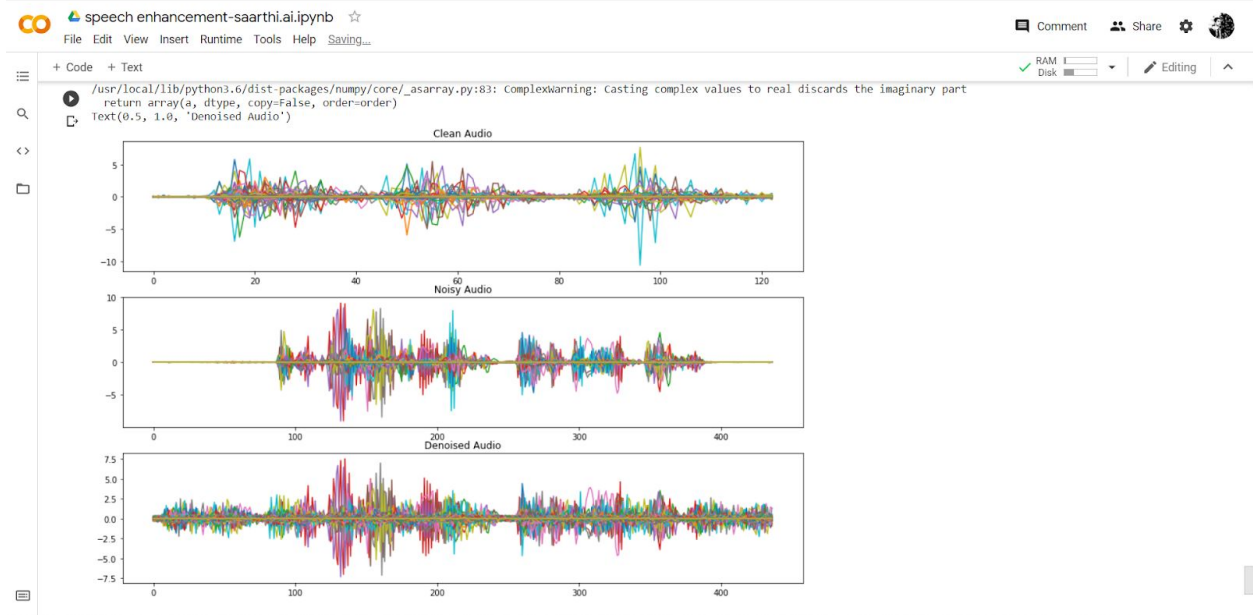 speech enhancement-saarthi.ai.ipynb
Comment
Share
File Edit View Insert Runtime Tools Help Saving...
+ Code + Text
RAM
Disk
Editing
/usr/local/lib/python3.6/dist-packages/numpy/core/_asarray.py:83: ComplexWarning: Casting complex values to real discards the imaginary part
return array(a, dtype, copy=False, order=order)
Text(0.5, 1.0, 'Denoised Audio')
Clean Audio
5
0
−5
−10
0 20 40 60 80 100 120
Noisy Audio
10
5
0
−5
0 100 200 300 400
Denoised Audio
7.5
5.0
2.5
0.0
−2.5
−5.0
−7.5
0 100 200 300 400